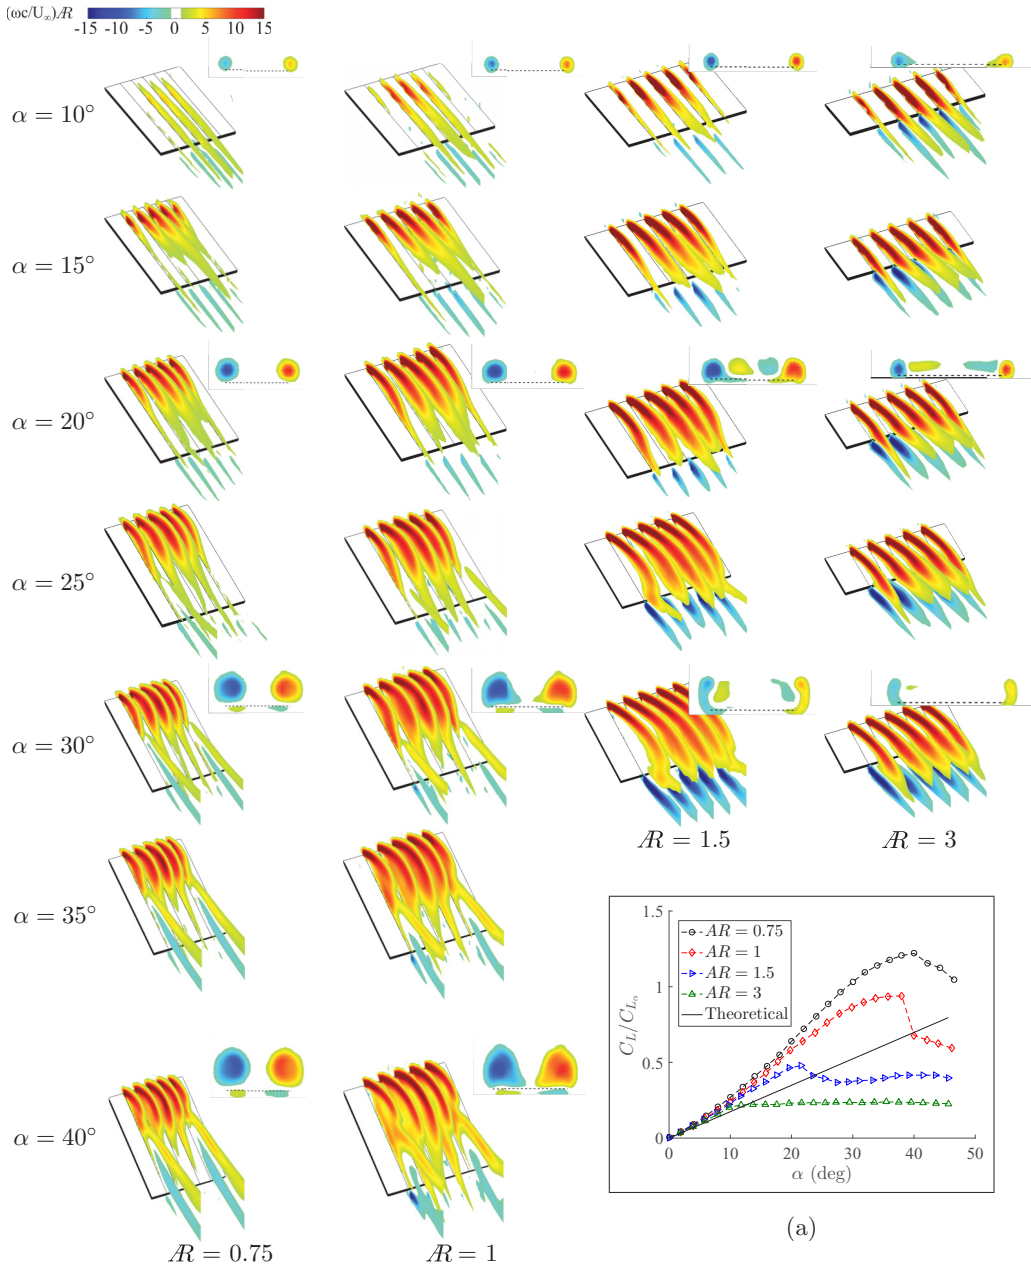 (ωc/U∞)Æ
-15 -10 -5 0 5 10 15
α = 10°
α = 15°
α = 20°
α = 25°
α = 30°
Æ = 1.5 Æ = 3
α = 35°
α = 40°
Æ = 0.75 Æ = 1
1.5
1
0.5
0
C_L/C_{L_α}
AR = 0.75
AR = 1
AR = 1.5
AR = 3
Theoretical
0 10 20 30 40 50
α (deg)
(a)